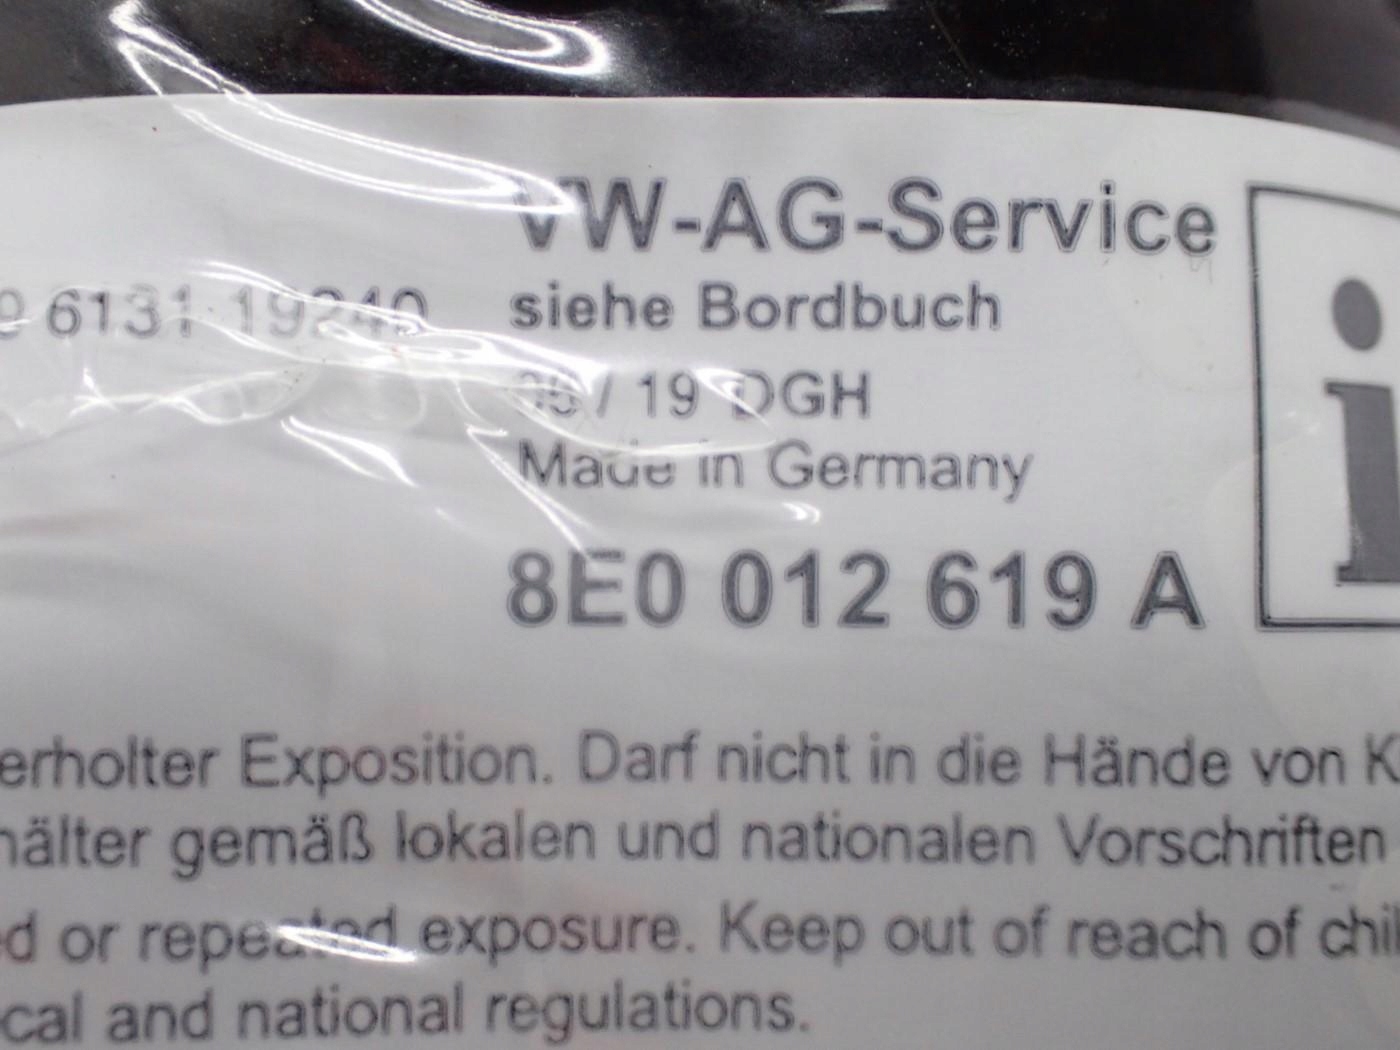 VW-AG-Service
6131 19240 siehe Bordbuch
/ 19 DGH
Made in Germany
8E0 012 619 A
erholter Exposition. Darf nicht in die Hände von K
hälter gemäß lokalen und nationalen Vorschriften
ed or repeated exposure. Keep out of reach of chil
cal and national regulations.
i